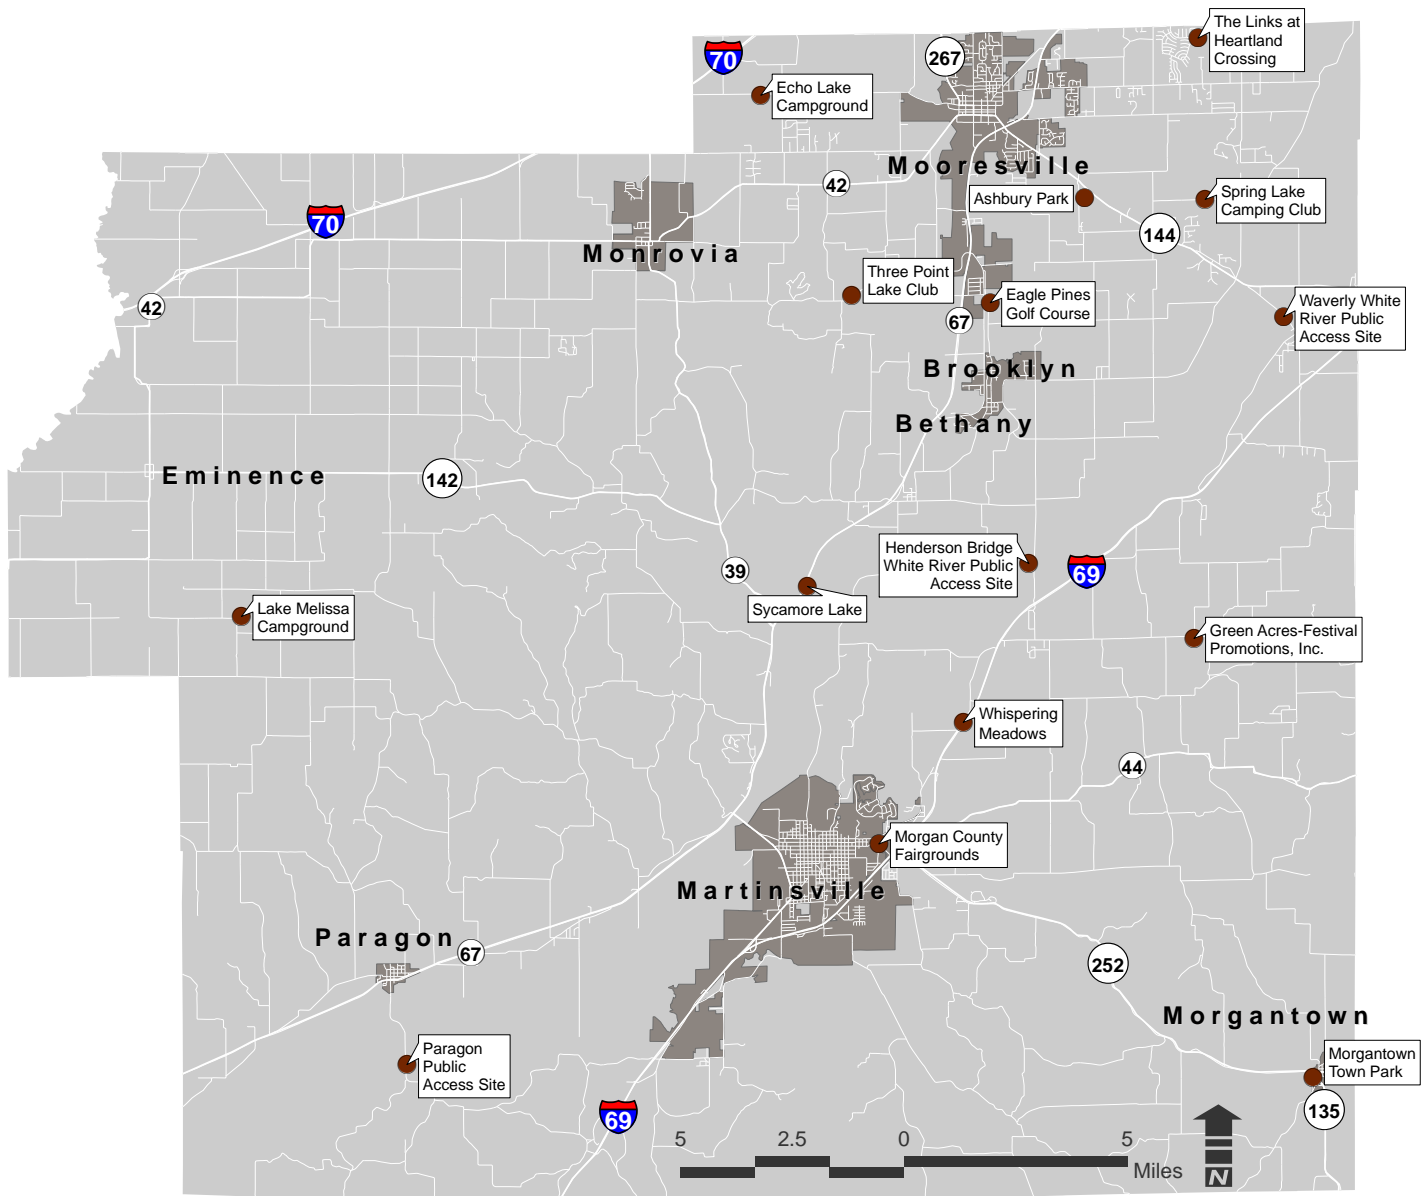 The Links at
Heartland
Crossing
70
267
Echo Lake
Campground
Mooresville
42
Ashbury Park
Spring Lake
Camping Club
70
144
Monrovia
Three Point
Lake Club
Eagle Pines
Golf Course
Waverly White
River Public
Access Site
42
67
Brooklyn
Bethany
Eminence
142
Henderson Bridge
White River Public
Access Site
39
69
Sycamore Lake
Lake Melissa
Campground
Green Acres-Festival
Promotions, Inc.
Whispering
Meadows
44
Morgan County
Fairgrounds
Martinsville
Paragon
67
252
Morgantown
Paragon
Public
Access Site
Morgantown
Town Park
69
135
5 2.5 0 5
Miles
N